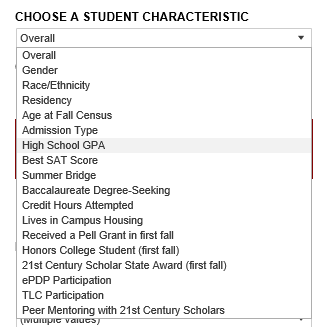 CHOOSE A STUDENT CHARACTERISTIC
Overall
Overall
Gender
Race/Ethnicity
Residency
Age at Fall Census
Admission Type
High School GPA
Best SAT Score
Summer Bridge
Baccalaureate Degree-Seeking
Credit Hours Attempted
Lives in Campus Housing
Received a Pell Grant in first fall
Honors College Student (first fall)
21st Century Scholar State Award (first fall)
ePDP Participation
TLC Participation
Peer Mentoring with 21st Century Scholars
(Multiple values)